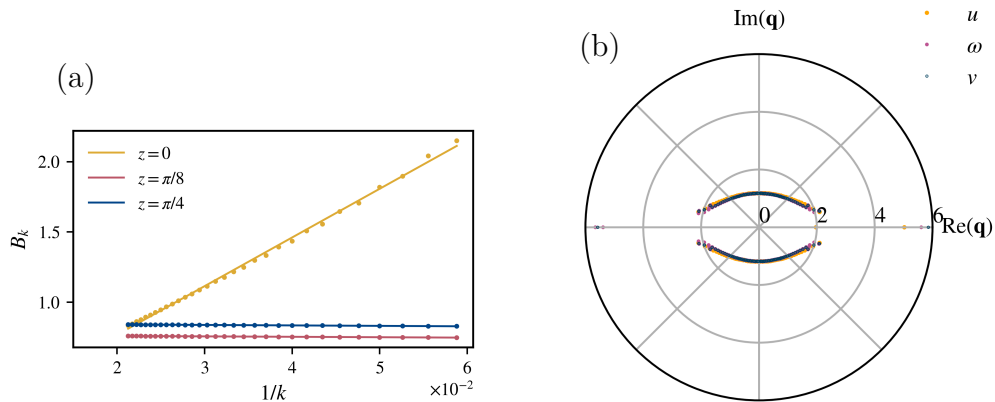 (a)
z = 0
z = π/8
z = π/4
2.0
1.5
1.0
B_k
2
3
4
5
6
×10⁻²
1/k
(b)
Im(q)
u
ω
v
0
2
4
6
Re(q)